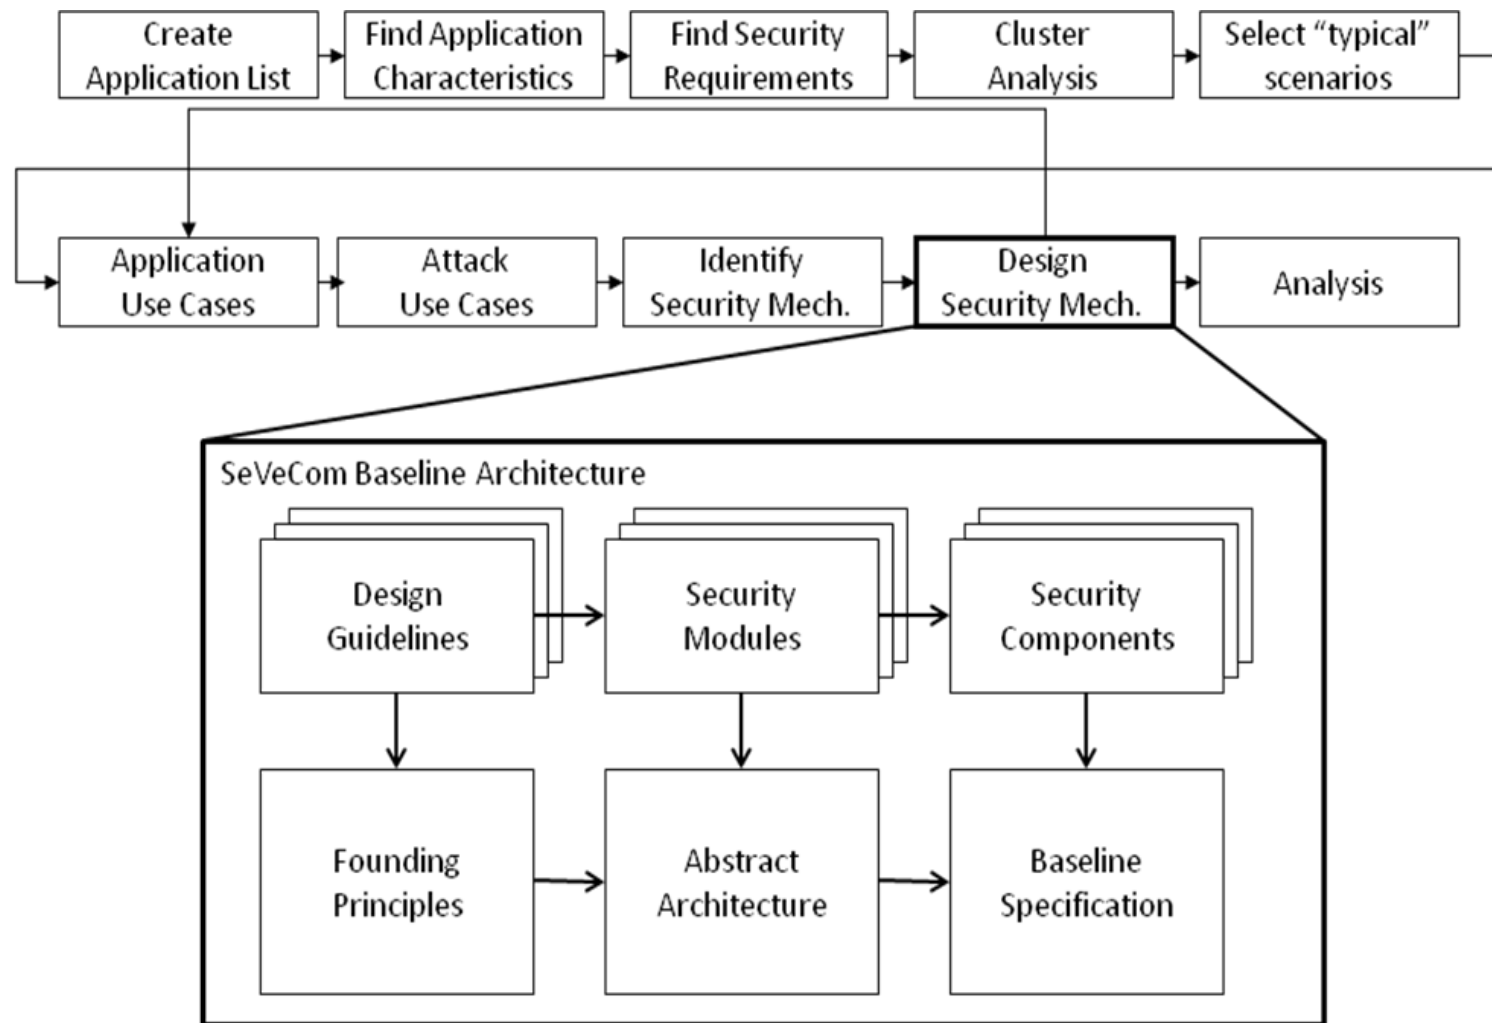 Create
Application List
Find Application
Characteristics
Find Security
Requirements
Cluster
Analysis
Select “typical”
scenarios
Application
Use Cases
Attack
Use Cases
Identify
Security Mech.
Design
Security Mech.
Analysis
SeVeCom Baseline Architecture
Design
Guidelines
Security
Modules
Security
Components
Founding
Principles
Abstract
Architecture
Baseline
Specification